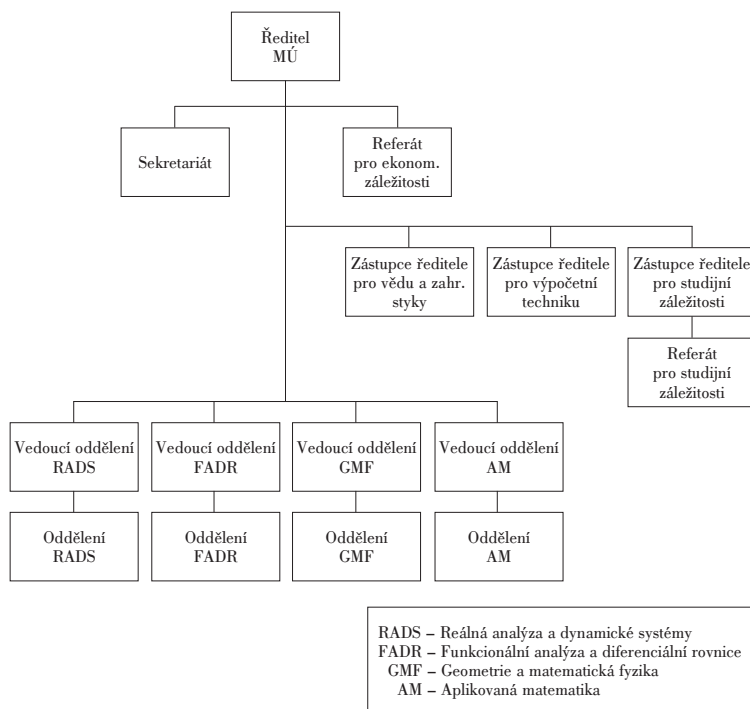 Ředitel
MÚ
Sekretariát
Referát
pro ekonom.
záležitosti
Zástupce ředitele
pro vědu a zahr.
styky
Zástupce ředitele
pro výpočetní
techniku
Zástupce ředitele
pro studijní
záležitosti
Referát
pro studijní
záležitosti
Vedoucí oddělení
RADS
Vedoucí oddělení
FADR
Vedoucí oddělení
GMF
Vedoucí oddělení
AM
Oddělení
RADS
Oddělení
FADR
Oddělení
GMF
Oddělení
AM
RADS – Reálná analýza a dynamické systémy
FADR – Funkcionální analýza a diferenciální rovnice
GMF – Geometrie a matematická fyzika
AM – Aplikovaná matematika